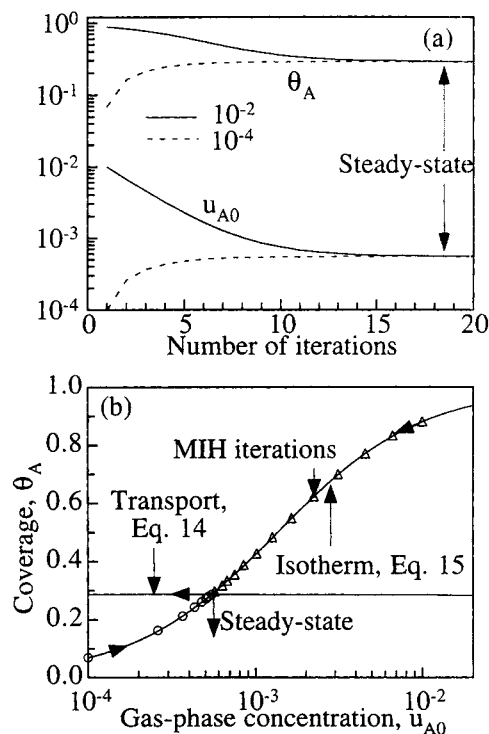 10⁰
(a)
10⁻¹
θ_A
10⁻²
10⁻⁴
Steady-state
10⁻²
u_A0
10⁻³
10⁻⁴
0 5 10 15 20
Number of iterations
1.0
(b)
0.8
MIH iterations
Transport,
Eq. 14
0.6
Coverage, θ_A
0.4
Isotherm, Eq. 15
0.2
Steady-state
0.0
10⁻⁴ 10⁻³ 10⁻²
Gas-phase concentration, u_A0